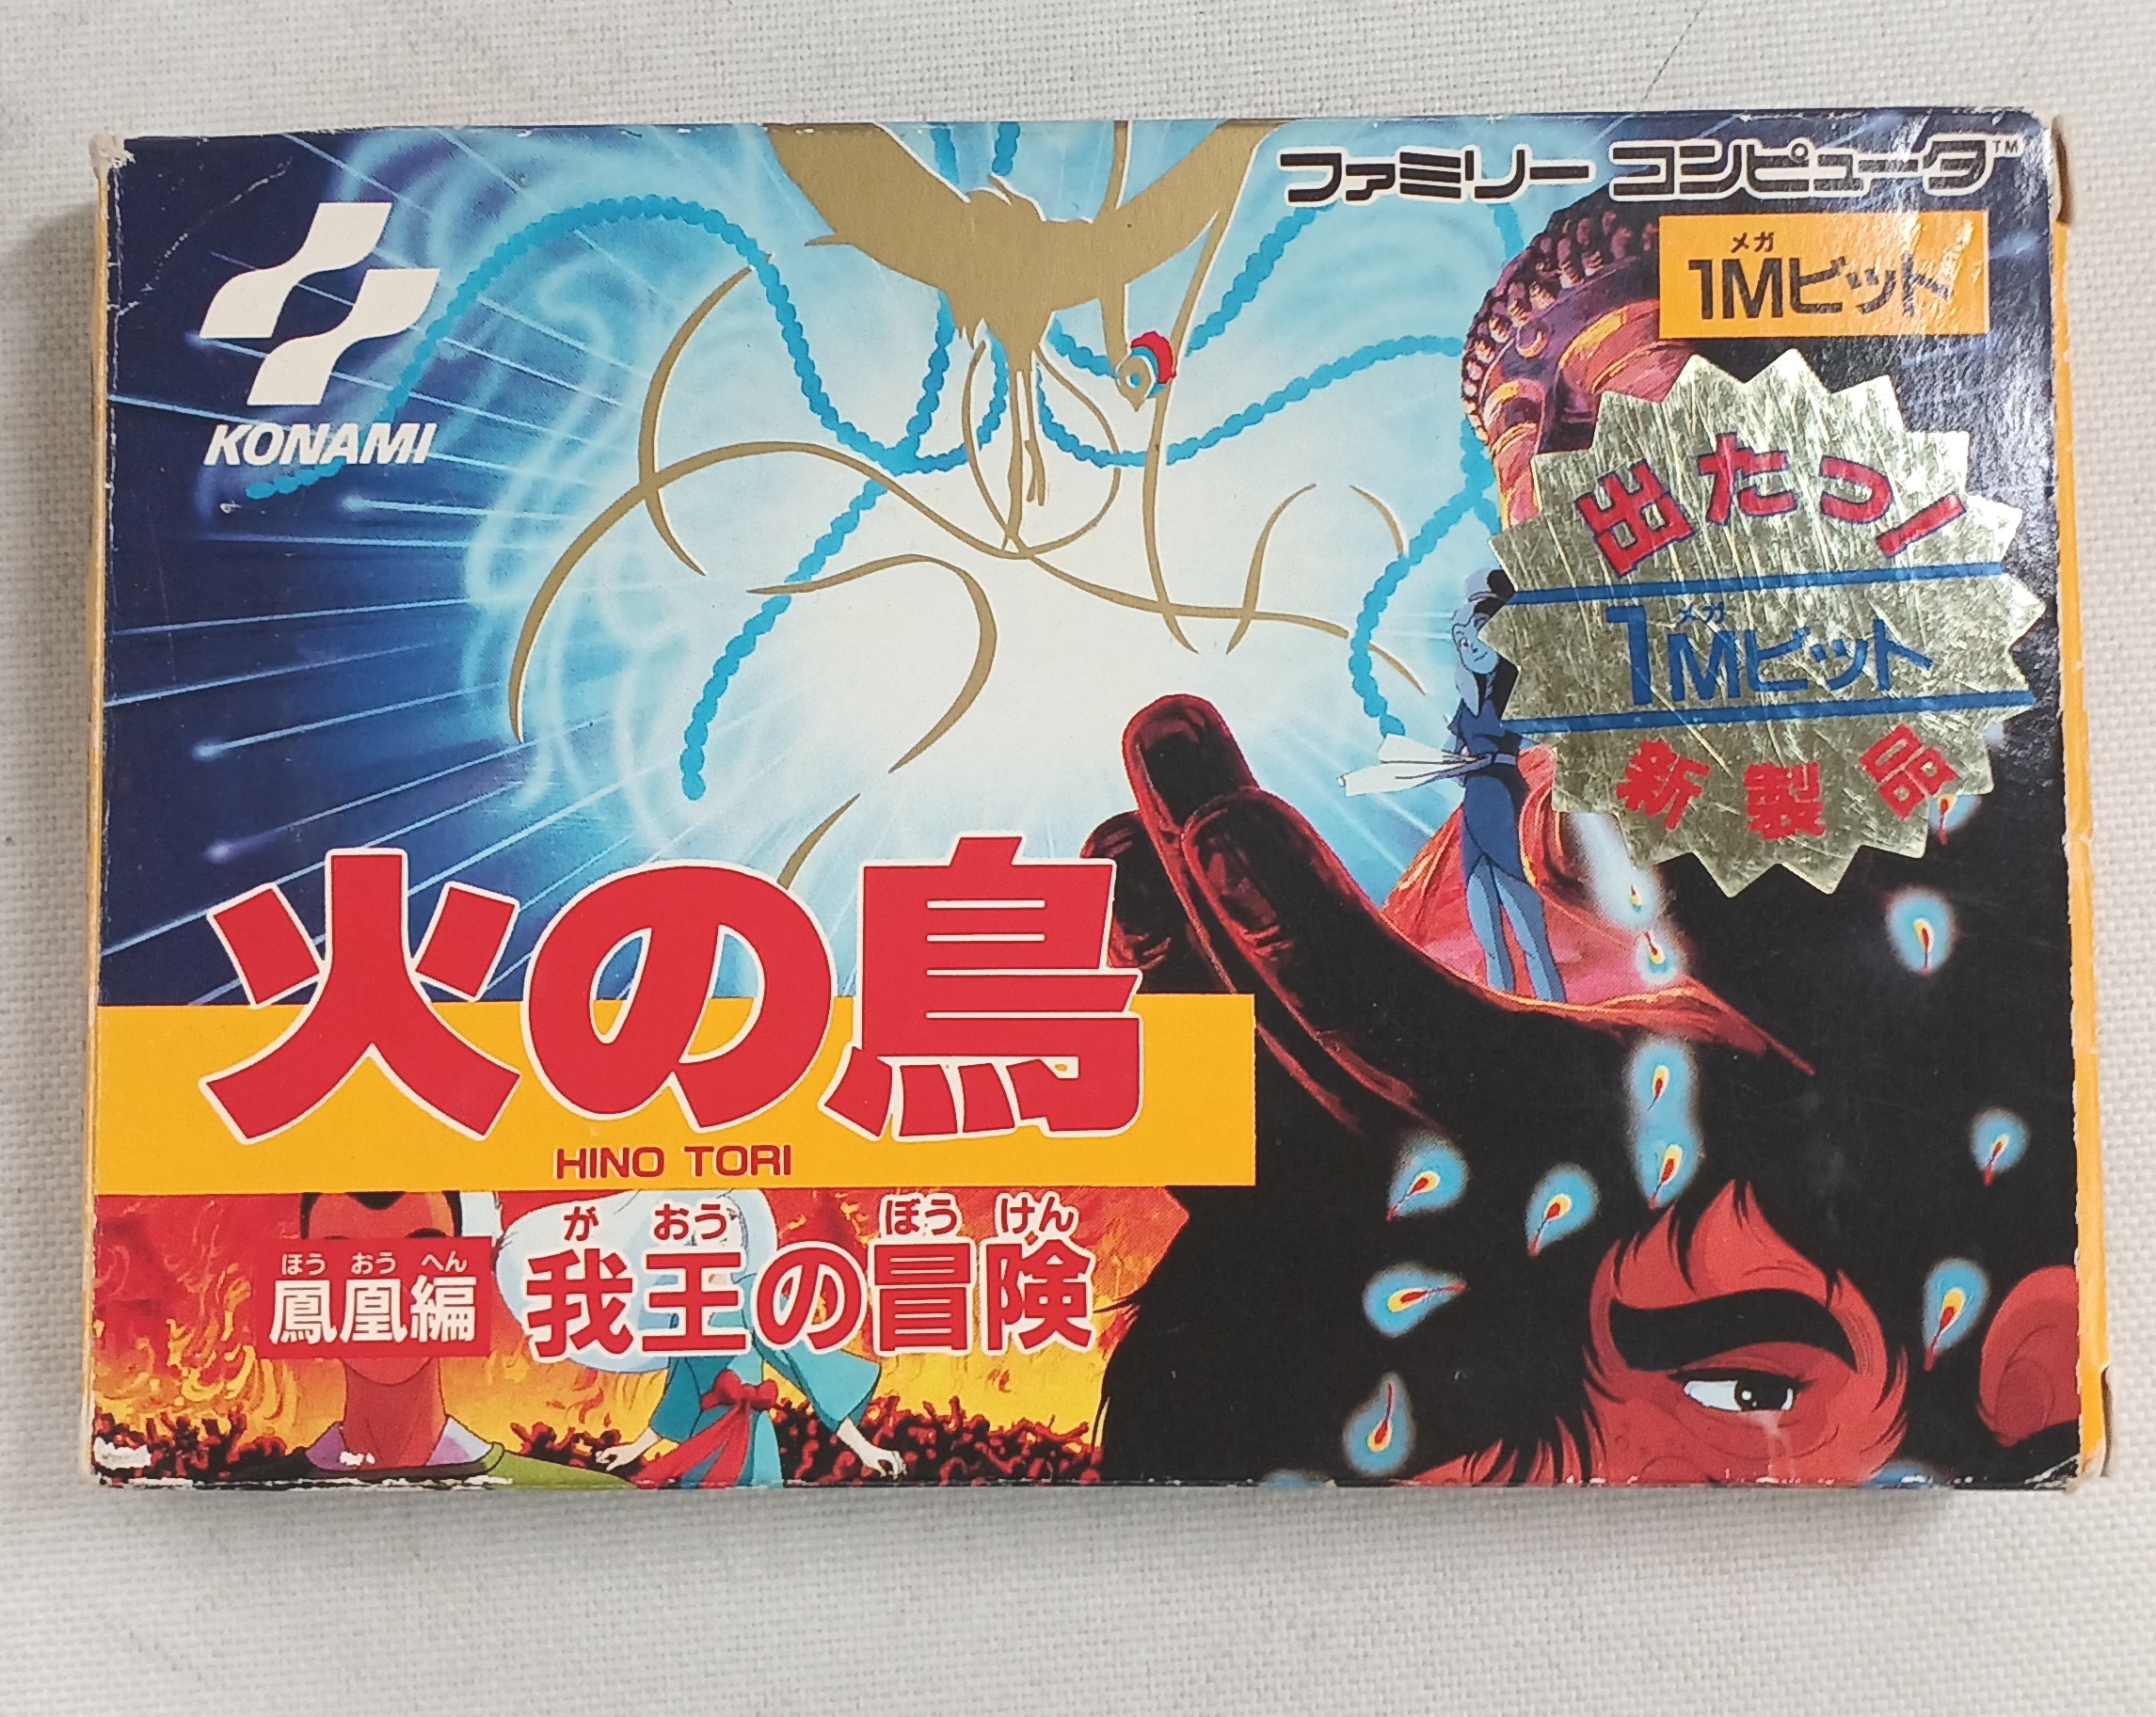 ファミリー コンピュータ™
メガ
1Mビット
KONAMI
出たっ!
メガ
1Mビット
新製品
火の鳥
HINO TORI
ほう おう へん
鳳凰編
が おう ぼう けん
我王の冒険